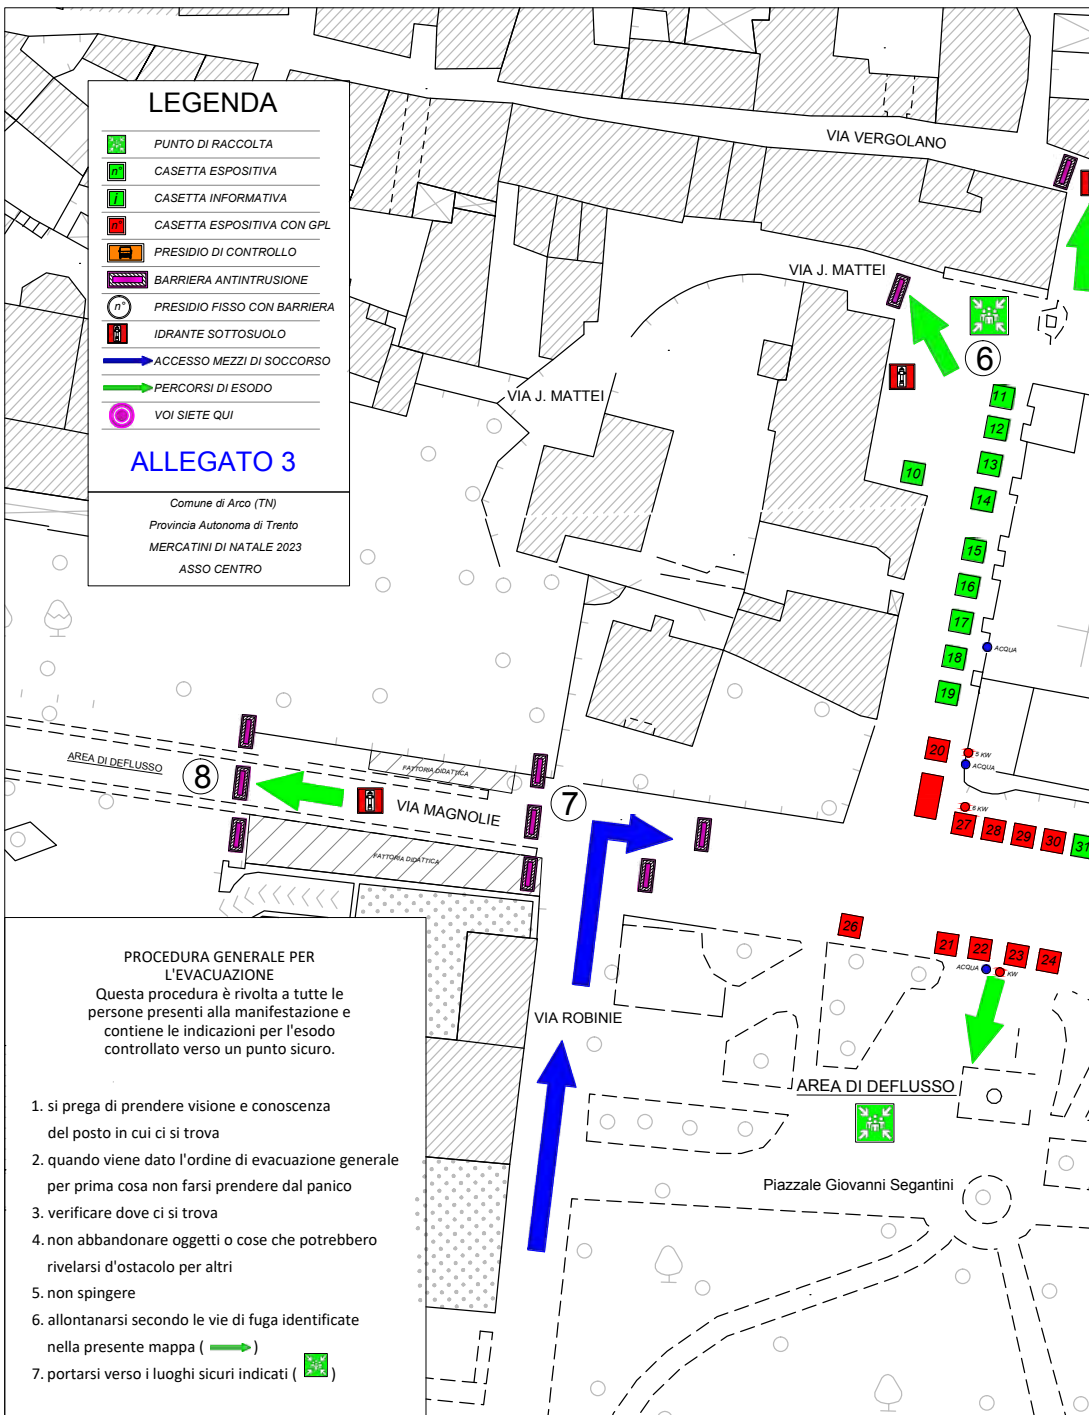 LEGENDA
PUNTO DI RACCOLTA
n° CASETTA ESPOSITIVA
i CASETTA INFORMATIVA
n° CASETTA ESPOSITIVA CON GPL
PRESIDIO DI CONTROLLO
BARRIERA ANTINTRUSIONE
n° PRESIDIO FISSO CON BARRIERA
IDRANTE SOTTOSUOLO
ACCESSO MEZZI DI SOCCORSO
PERCORSI DI ESODO
VOI SIETE QUI
ALLEGATO 3
Comune di Arco (TN)
Provincia Autonoma di Trento
MERCATINI DI NATALE 2023
ASSO CENTRO
VIA VERGOLANO
VIA J. MATTEI
6
VIA J. MATTEI
11
12
13
10
14
15
16
17
ACQUA
18
19
20
5 KW
ACQUA
AREA DI DEFLUSSO
8
FATTORIA DIDATTICA
VIA MAGNOLIE
7
6 KW
27
28
29
30
31
FATTORIA DIDATTICA
26
21
22
23
24
ACQUA
KW
VIA ROBINIE
AREA DI DEFLUSSO
Piazzale Giovanni Segantini
PROCEDURA GENERALE PER
L'EVACUAZIONE
Questa procedura è rivolta a tutte le
persone presenti alla manifestazione e
contiene le indicazioni per l'esodo
controllato verso un punto sicuro.
1. si prega di prendere visione e conoscenza
del posto in cui ci si trova
2. quando viene dato l'ordine di evacuazione generale
per prima cosa non farsi prendere dal panico
3. verificare dove ci si trova
4. non abbandonare oggetti o cose che potrebbero
rivelarsi d'ostacolo per altri
5. non spingere
6. allontanarsi secondo le vie di fuga identificate
nella presente mappa ( )
7. portarsi verso i luoghi sicuri indicati ( )